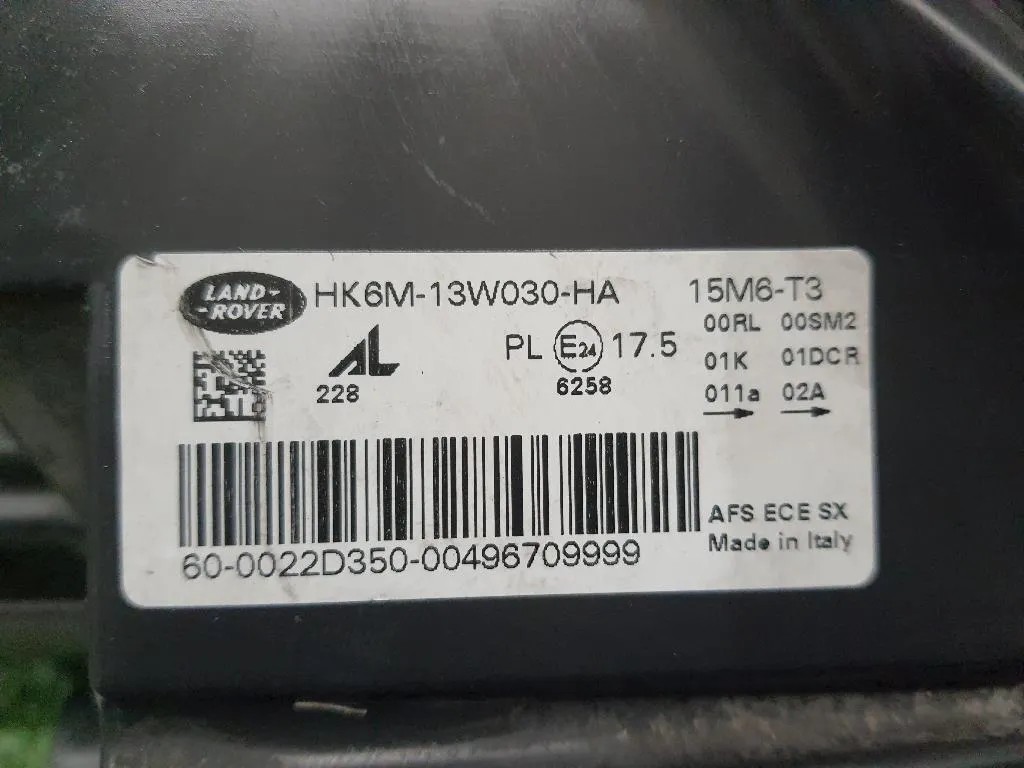 LAND-
-ROVER
HK6M-13W030-HA
15M6-T3
AL
228
PL E24 17.5
6258
00RL 00SM2
01K 01DCR
011a 02A
60-0022D350-00496709999
AFS ECE SX
Made in Italy